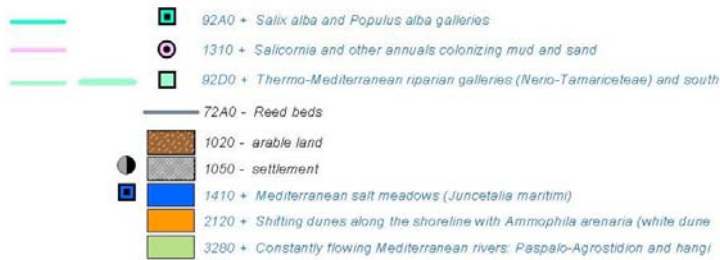 92A0 + Salix alba and Populus alba galleries
1310 + Salicornia and other annuals colonizing mud and sand
92D0 + Thermo-Mediterranean riparian galleries (Nerio-Tamariceteae) and south
72A0 - Reed beds
1020 - arable land
1050 - settlement
1410 + Mediterranean salt meadows (Juncetalia maritimi)
2120 + Shifting dunes along the shoreline with Ammophila arenaria (white dune
3280 + Constantly flowing Mediterranean rivers: Paspalo-Agrostidion and hangi